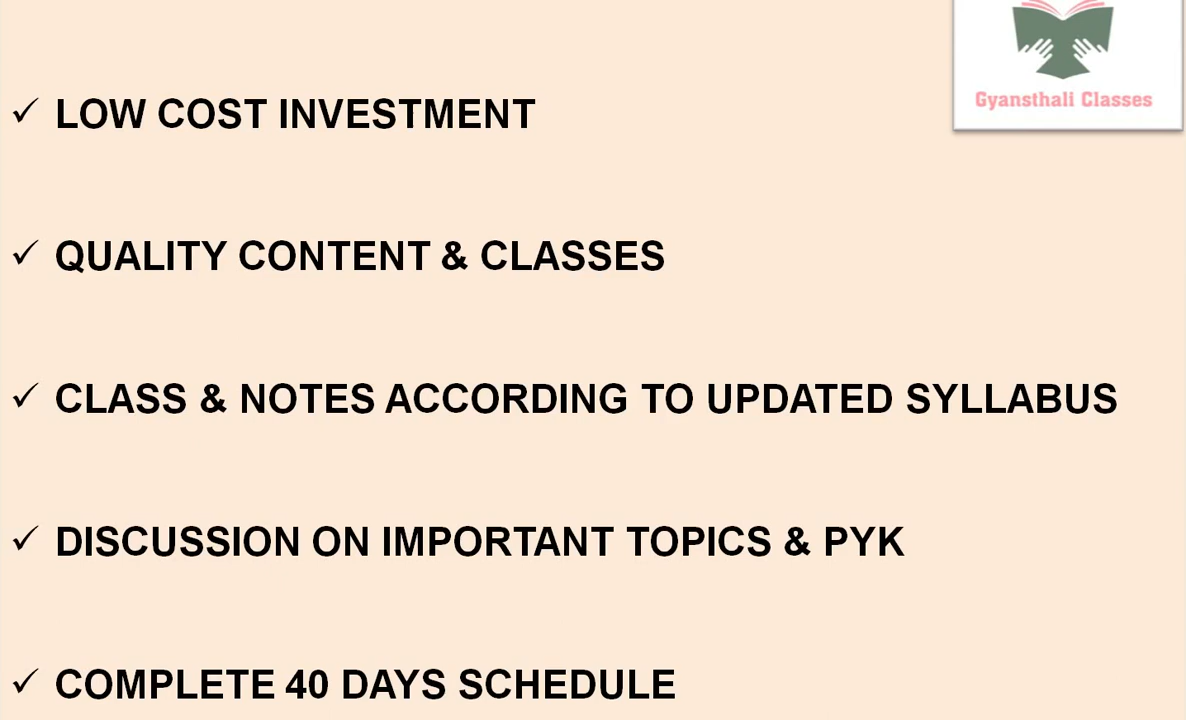 Gyansthali Classes
✓ LOW COST INVESTMENT
✓ QUALITY CONTENT & CLASSES
✓ CLASS & NOTES ACCORDING TO UPDATED SYLLABUS
✓ DISCUSSION ON IMPORTANT TOPICS & PYK
✓ COMPLETE 40 DAYS SCHEDULE